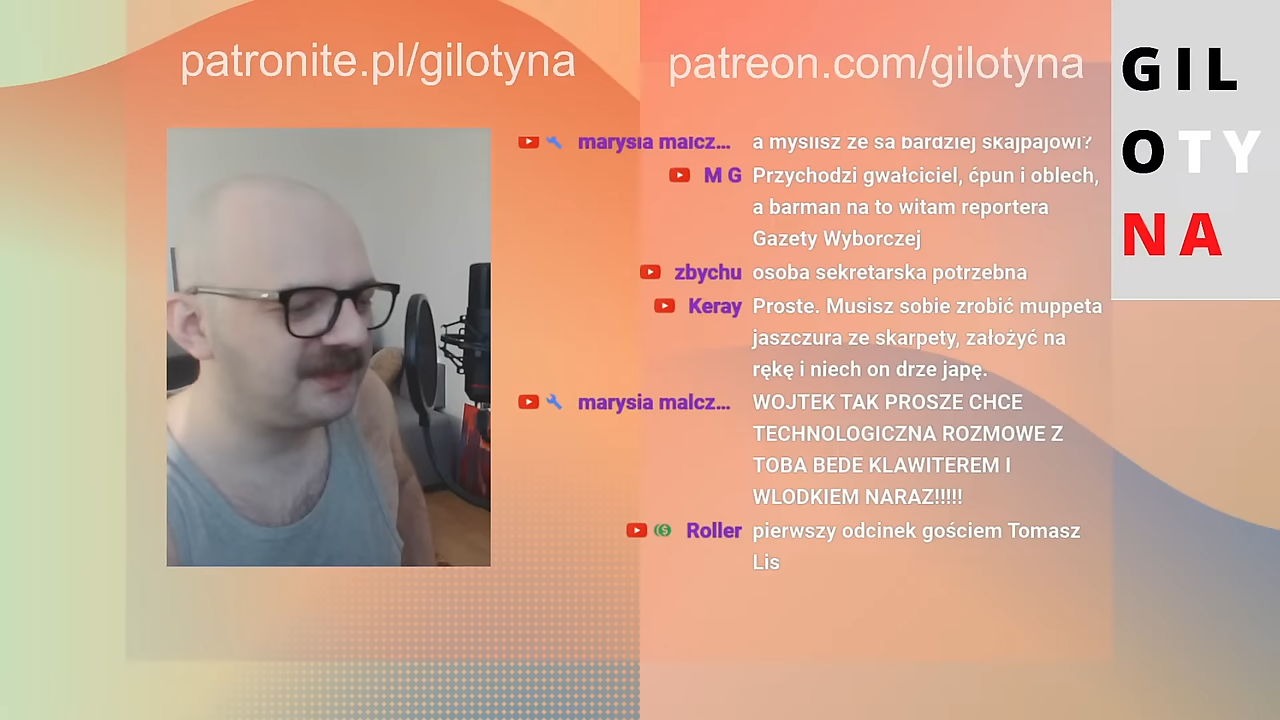 patronite.pl/gilotyna
patreon.com/gilotyna
GIL
OTY
NA
marysia malcz... a myslisz ze sa bardziej skajpajowi?
M G Przychodzi gwałciciel, ćpun i oblech,
a barman na to witam reportera
Gazety Wyborczej
zbychu osoba sekretarska potrzebna
Keray Proste. Musisz sobie zrobić muppeta
jaszczura ze skarpety, założyć na
rękę i niech on drze japę.
marysia malcz... WOJTEK TAK PROSZE CHCE
TECHNOLOGICZNA ROZMOWE Z
TOBA BEDE KLAWITEREM I
WLODKIEM NARAZ!!!!!
Roller pierwszy odcinek gościem Tomasz
Lis